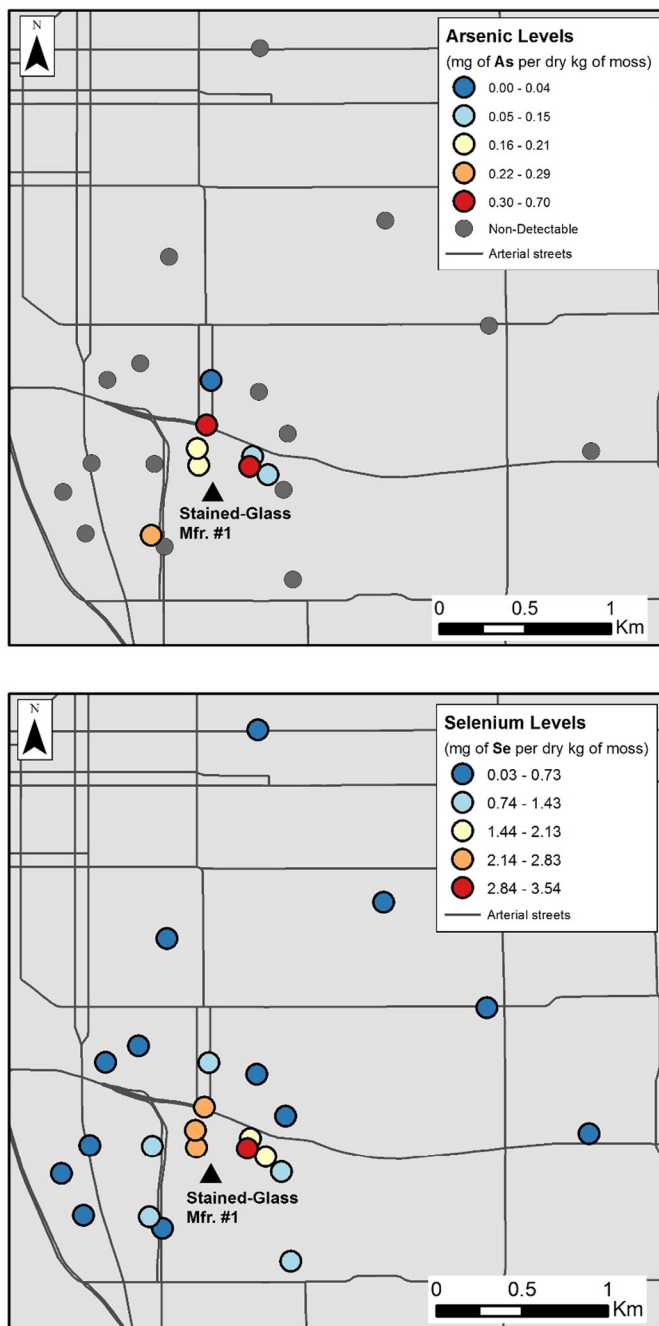 N
Arsenic Levels
(mg of As per dry kg of moss)
0.00 - 0.04
0.05 - 0.15
0.16 - 0.21
0.22 - 0.29
0.30 - 0.70
Non-Detectable
Arterial streets
Stained-Glass
Mfr. #1
0 0.5 1
Km
N
Selenium Levels
(mg of Se per dry kg of moss)
0.03 - 0.73
0.74 - 1.43
1.44 - 2.13
2.14 - 2.83
2.84 - 3.54
Arterial streets
Stained-Glass
Mfr. #1
0 0.5 1
Km